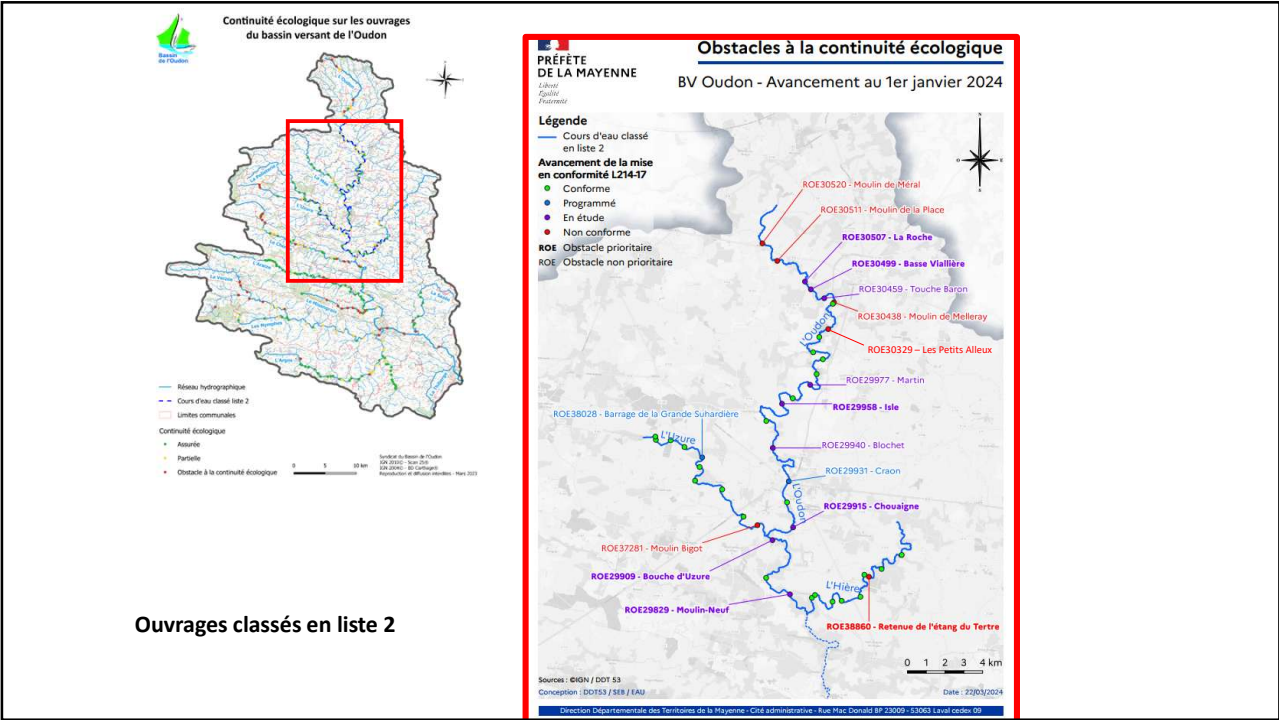 Continuité écologique sur les ouvrages
du bassin versant de l'Oudon
Bassin
de l'Oudon
L'Argos
Réseau hydrographique
Cours d'eau classé liste 2
Limites communales
Continuité écologique
Assurée
Partielle
Obstacle à la continuité écologique
0 5 10 km
Syndicat du Bassin de l'Oudon
Reproduction et diffusion interdites - Mars 2023
Ouvrages classés en liste 2
PRÉFÈTE
DE LA MAYENNE
Liberté
Égalité
Fraternité
Obstacles à la continuité écologique
BV Oudon - Avancement au 1er janvier 2024
Légende
Cours d'eau classé
en liste 2
Avancement de la mise
en conformité L214-17
Conforme
Programmé
En étude
Non conforme
ROE Obstacle prioritaire
ROE Obstacle non prioritaire
N
O
E
S
ROE30520 - Moulin de Méral
ROE30511 - Moulin de la Place
ROE30507 - La Roche
ROE30499 - Basse Viallière
ROE30459 - Touche Baron
ROE30438 - Moulin de Melleray
L'Oudon
ROE30329 – Les Petits Alleux
ROE29977 - Martin
ROE29958 - Isle
ROE38028 - Barrage de la Grande Suhardière
L'Uzure
ROE29940 - Blochet
ROE29931 - Craon
L'Oudon
ROE29915 - Chouaigne
ROE37281 - Moulin Bigot
ROE29909 - Bouche d'Uzure
L'Hière
ROE29829 - Moulin-Neuf
ROE38860 - Retenue de l'étang du Tertre
0 1 2 3 4 km
Sources : ©IGN / DDT 53
Conception : DDT53 / SEB / EAU
Date : 22/03/2024
Direction Départementale des Territoires de la Mayenne - Cité administrative - Rue Mac Donald BP 23009 - 53063 Laval cedex 09